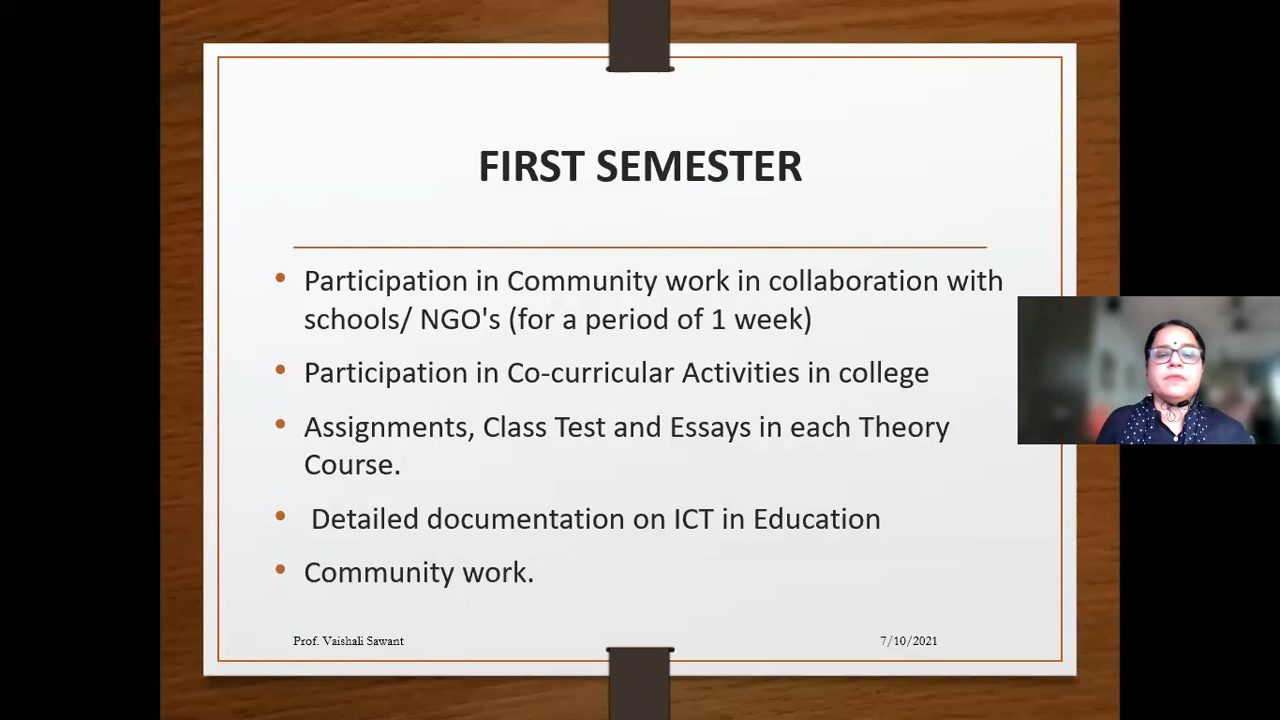 FIRST SEMESTER
• Participation in Community work in collaboration with
schools/ NGO's (for a period of 1 week)
• Participation in Co-curricular Activities in college
• Assignments, Class Test and Essays in each Theory
Course.
• Detailed documentation on ICT in Education
• Community work.
Prof. Vaishali Sawant 7/10/2021